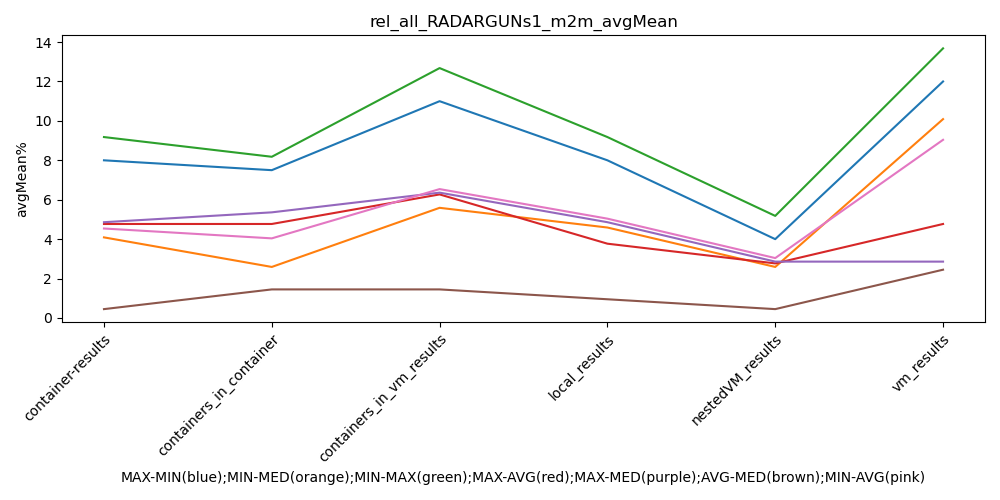 rel_all_RADARGUNs1_m2m_avgMean
avgMean%
14
12
10
8
6
4
2
0
container-results
containers_in_container
containers_in_vm_results
local_results
nestedVM_results
vm_results
MAX-MIN(blue);MIN-MED(orange);MIN-MAX(green);MAX-AVG(red);MAX-MED(purple);AVG-MED(brown);MIN-AVG(pink)